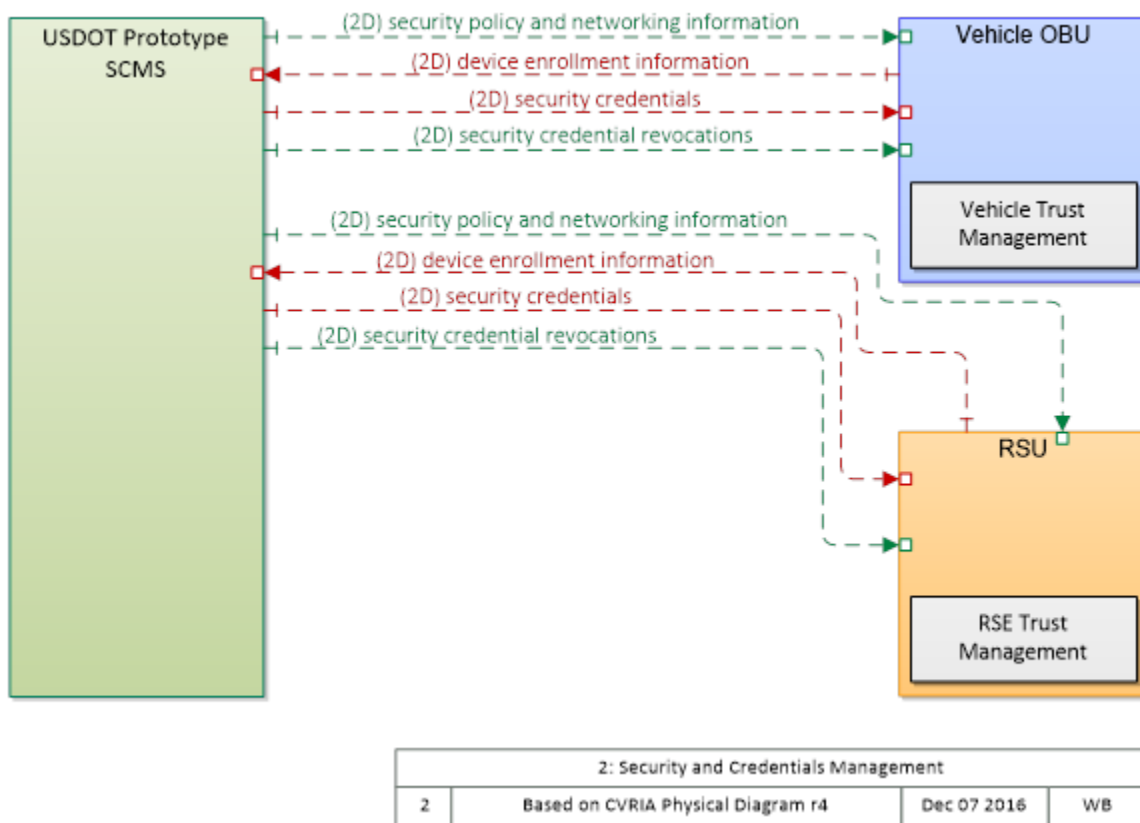 USDOT Prototype
SCMS
(2D) security policy and networking information
(2D) device enrollment information
(2D) security credentials
(2D) security credential revocations
Vehicle OBU
Vehicle Trust
Management
(2D) security policy and networking information
(2D) device enrollment information
(2D) security credentials
(2D) security credential revocations
RSU
RSE Trust
Management
2: Security and Credentials Management
2 Based on CVRIA Physical Diagram r4 Dec 07 2016 WB